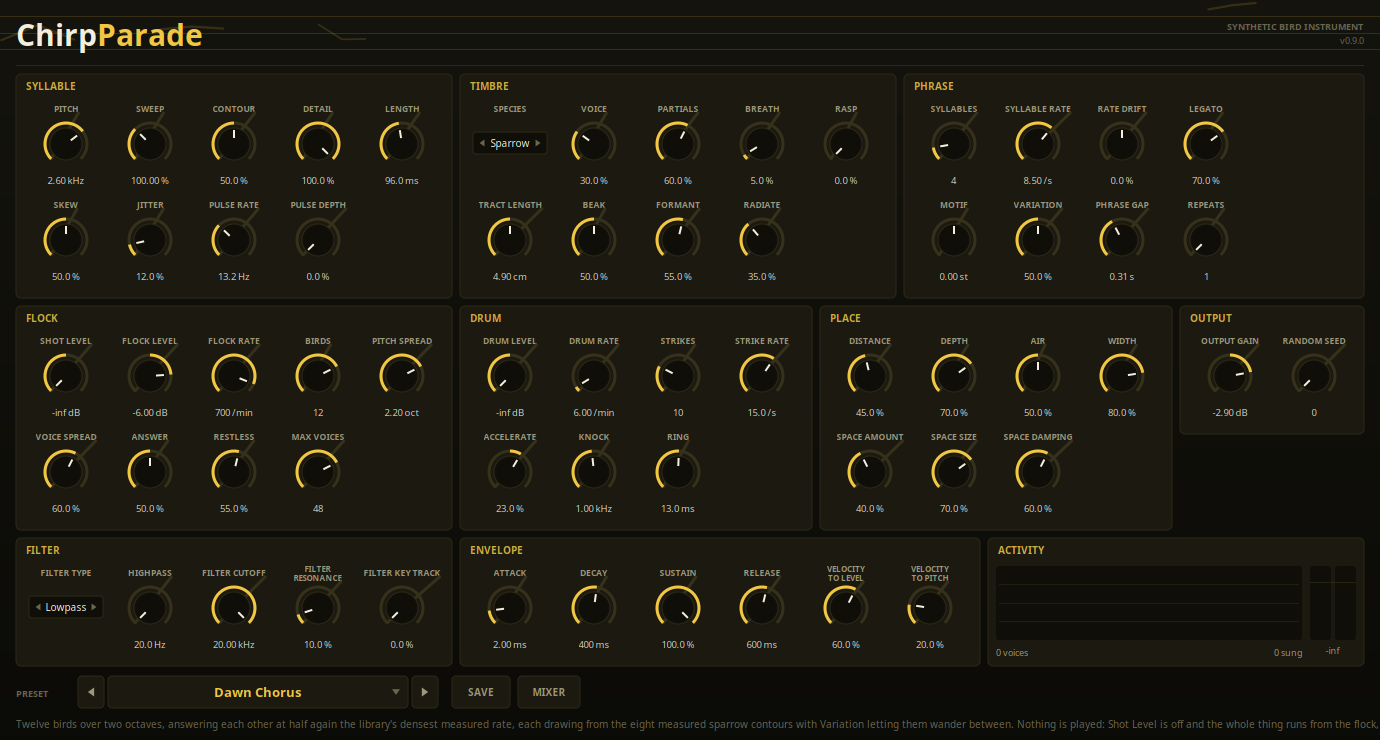 ChirpParade
SYNTHETIC BIRD INSTRUMENT
v0.9.0
SYLLABLE
PITCH SWEEP CONTOUR DETAIL LENGTH
2.60 kHz 100.00 % 50.0 % 100.0 % 96.0 ms
SKEW JITTER PULSE RATE PULSE DEPTH
50.0 % 12.0 % 13.2 Hz 0.0 %
TIMBRE
SPECIES VOICE PARTIALS BREATH RASP
Sparrow
30.0 % 60.0 % 5.0 % 0.0 %
TRACT LENGTH BEAK FORMANT RADIATE
4.90 cm 50.0 % 55.0 % 35.0 %
PHRASE
SYLLABLES SYLLABLE RATE RATE DRIFT LEGATO
4 8.50 /s 0.0 % 70.0 %
MOTIF VARIATION PHRASE GAP REPEATS
0.00 st 50.0 % 0.31 s 1
FLOCK
SHOT LEVEL FLOCK LEVEL FLOCK RATE BIRDS PITCH SPREAD
-inf dB -6.00 dB 700 /min 12 2.20 oct
VOICE SPREAD ANSWER RESTLESS MAX VOICES
60.0 % 50.0 % 55.0 % 48
DRUM
DRUM LEVEL DRUM RATE STRIKES STRIKE RATE
-inf dB 6.00 /min 10 15.0 /s
ACCELERATE KNOCK RING
23.0 % 1.00 kHz 13.0 ms
PLACE
DISTANCE DEPTH AIR WIDTH
45.0 % 70.0 % 50.0 % 80.0 %
SPACE AMOUNT SPACE SIZE SPACE DAMPING
40.0 % 70.0 % 60.0 %
OUTPUT
OUTPUT GAIN RANDOM SEED
-2.90 dB 0
FILTER
FILTER TYPE HIGHPASS FILTER CUTOFF FILTER RESONANCE FILTER KEY TRACK
Lowpass
20.0 Hz 20.00 kHz 10.0 % 0.0 %
ENVELOPE
ATTACK DECAY SUSTAIN RELEASE VELOCITY TO LEVEL VELOCITY TO PITCH
2.00 ms 400 ms 100.0 % 600 ms 60.0 % 20.0 %
ACTIVITY
0 voices 0 sung -inf
PRESET Dawn Chorus SAVE MIXER
Twelve birds over two octaves, answering each other at half again the library's densest measured rate, each drawing from the eight measured sparrow contours with Variation letting them wander between. Nothing is played: Shot Level is off and the whole thing runs from the flock,